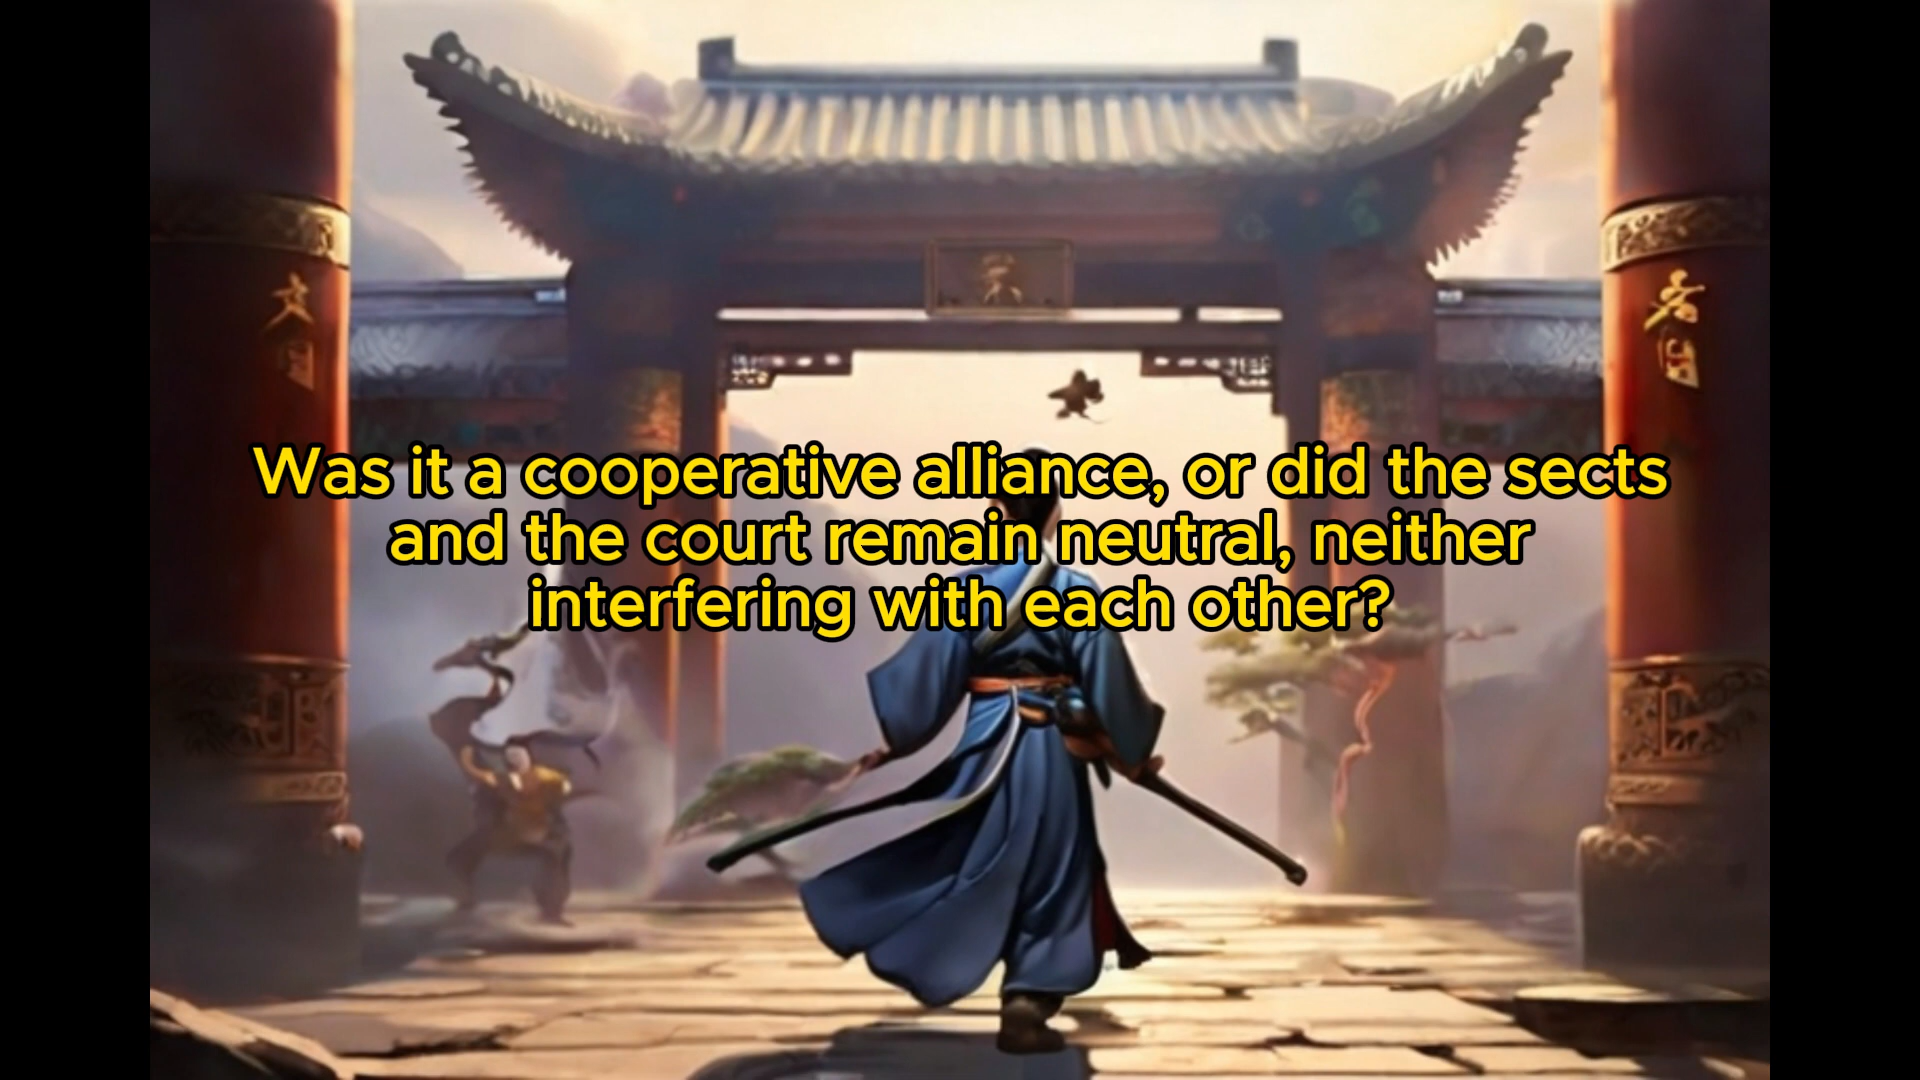 Was it a cooperative alliance, or did the sects
and the court remain neutral, neither
interfering with each other?